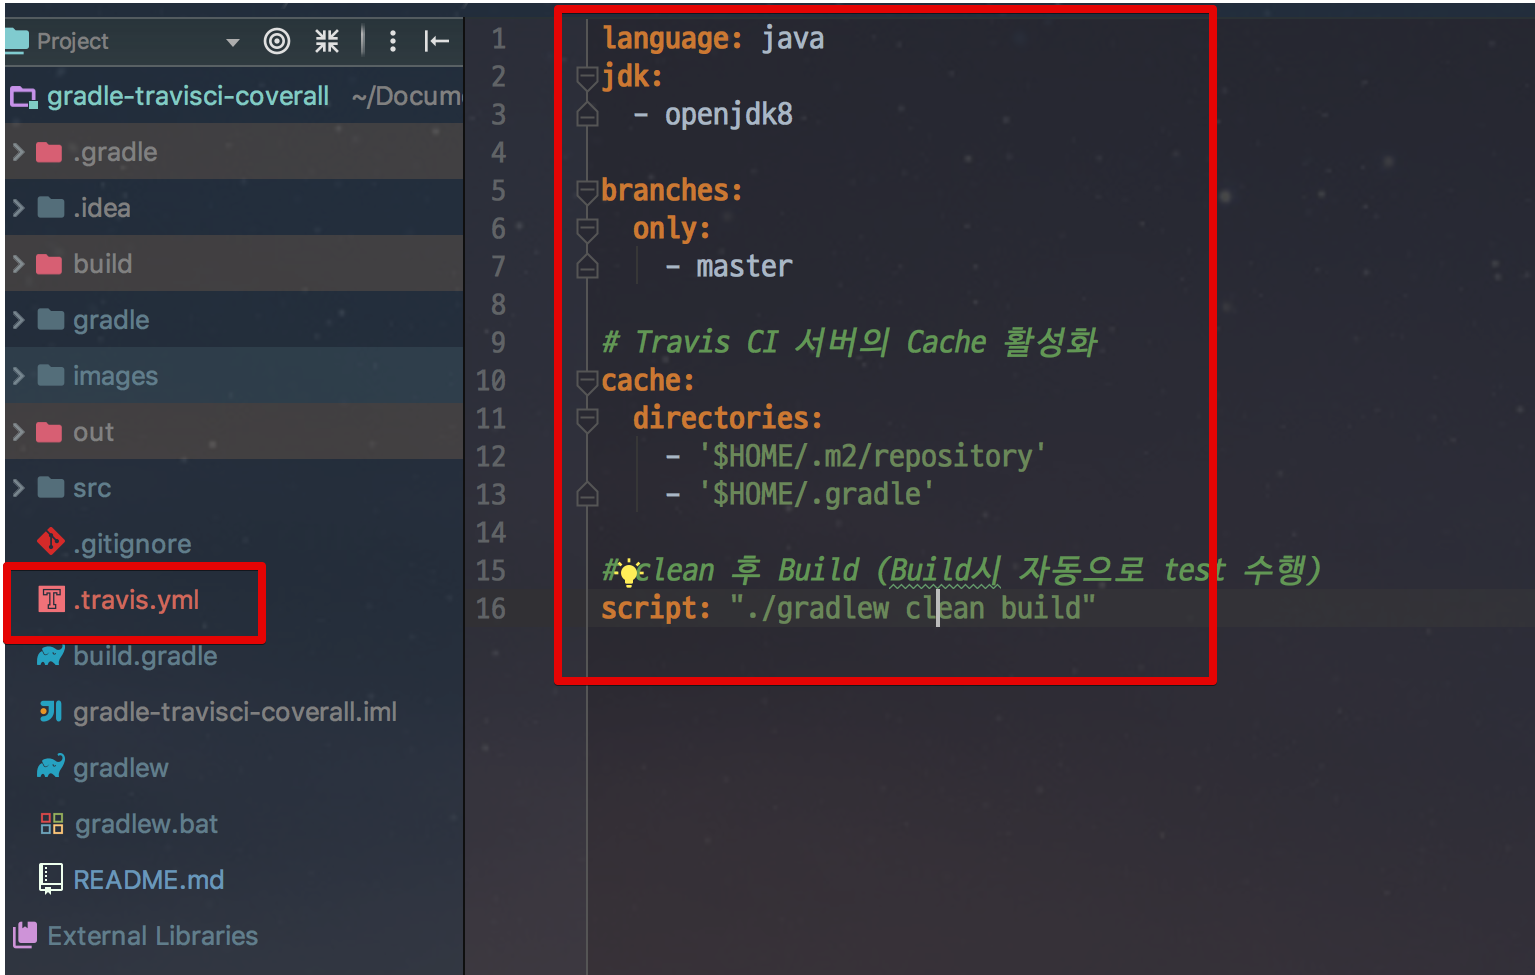 Project
gradle-travisci-coverall ~/Docum
.gradle
.idea
build
gradle
images
out
src
.gitignore
.travis.yml
build.gradle
gradle-travisci-coverall.iml
gradlew
gradlew.bat
README.md
External Libraries
1 language: java
2 jdk:
3   - openjdk8
4
5 branches:
6   only:
7     - master
8
9 # Travis CI 서버의 Cache 활성화
10 cache:
11   directories:
12     - '$HOME/.m2/repository'
13     - '$HOME/.gradle'
14
15 # clean 후 Build (Build시 자동으로 test 수행)
16 script: "./gradlew clean build"